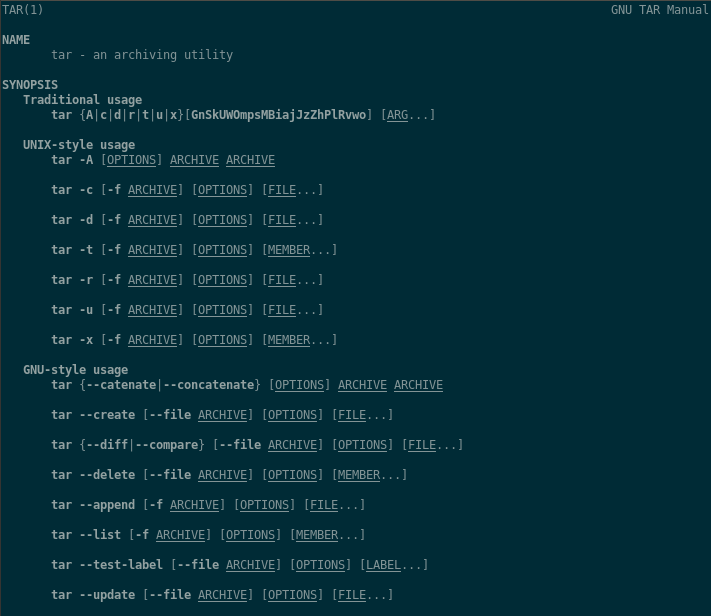 TAR(1) GNU TAR Manual
NAME
tar - an archiving utility
SYNOPSIS
Traditional usage
tar {A|c|d|r|t|u|x}[GnSkUWOmpsMBiajJzZhPlRvwo] [ARG...]
UNIX-style usage
tar -A [OPTIONS] ARCHIVE ARCHIVE
tar -c [-f ARCHIVE] [OPTIONS] [FILE...]
tar -d [-f ARCHIVE] [OPTIONS] [FILE...]
tar -t [-f ARCHIVE] [OPTIONS] [MEMBER...]
tar -r [-f ARCHIVE] [OPTIONS] [FILE...]
tar -u [-f ARCHIVE] [OPTIONS] [FILE...]
tar -x [-f ARCHIVE] [OPTIONS] [MEMBER...]
GNU-style usage
tar {--catenate|--concatenate} [OPTIONS] ARCHIVE ARCHIVE
tar --create [--file ARCHIVE] [OPTIONS] [FILE...]
tar {--diff|--compare} [--file ARCHIVE] [OPTIONS] [FILE...]
tar --delete [--file ARCHIVE] [OPTIONS] [MEMBER...]
tar --append [-f ARCHIVE] [OPTIONS] [FILE...]
tar --list [-f ARCHIVE] [OPTIONS] [MEMBER...]
tar --test-label [--file ARCHIVE] [OPTIONS] [LABEL...]
tar --update [--file ARCHIVE] [OPTIONS] [FILE...]